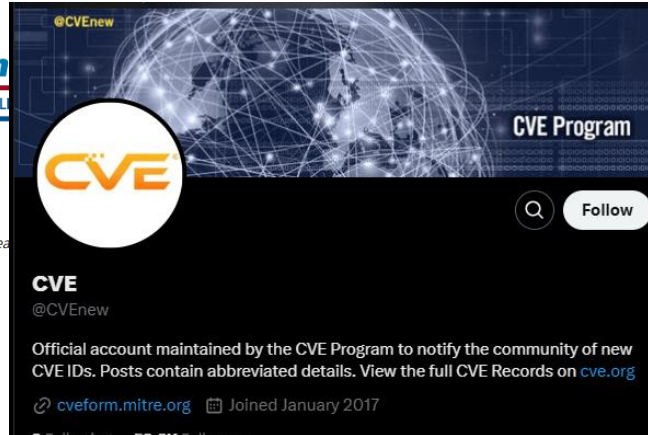 @CVEnew
CVE Program
CVE
Follow
CVE
@CVEnew
Official account maintained by the CVE Program to notify the community of new
CVE IDs. Posts contain abbreviated details. View the full CVE Records on cve.org
cveform.mitre.org Joined January 2017